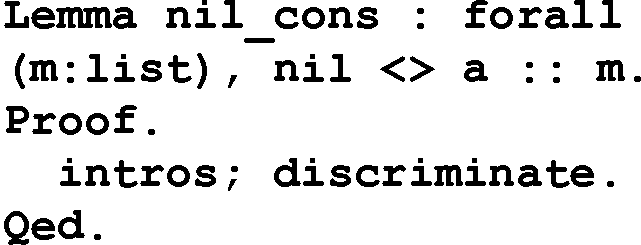 Lemma nil_cons : forall
(m:list), nil <> a :: m.
Proof.
  intros; discriminate.
Qed.